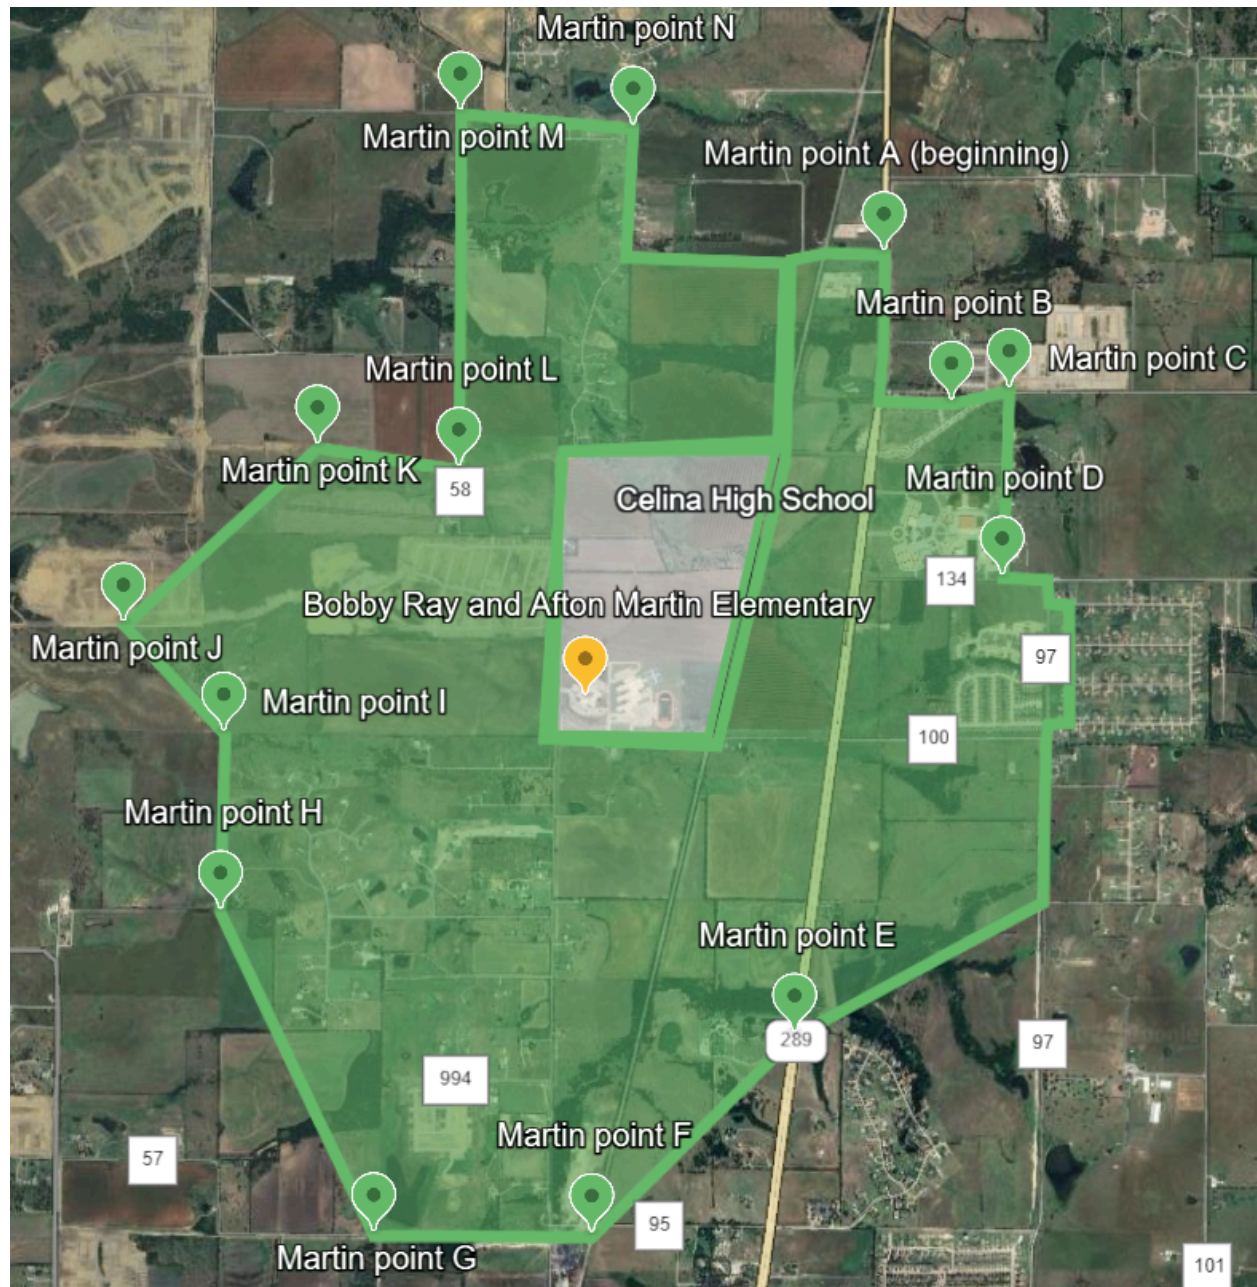 Martin point N
Martin point M
Martin point A (beginning)
Martin point B
Martin point C
Martin point L
Martin point K
58
Celina High School
Martin point D
134
Bobby Ray and Afton Martin Elementary
Martin point J
97
Martin point I
100
Martin point H
Martin point E
289
97
994
Martin point F
57
95
Martin point G
101